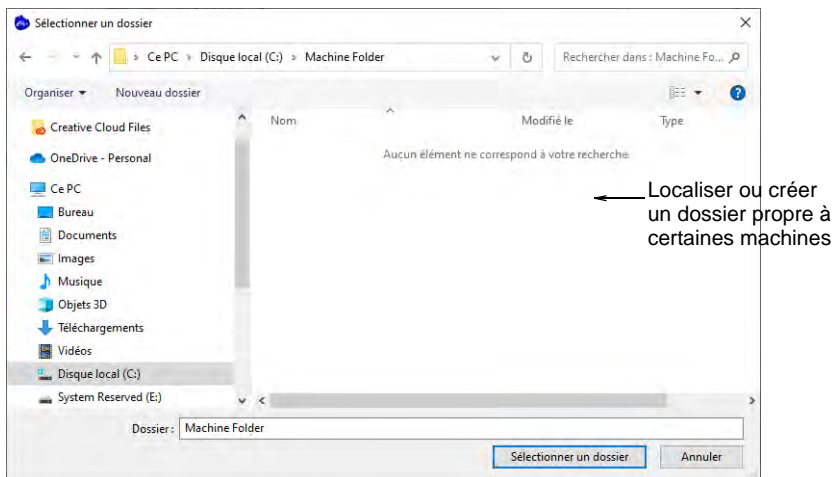 Sélectionner un dossier
Ce PC > Disque local (C:) > Machine Folder
Rechercher dans : Machine Fo...
Organiser
Nouveau dossier
Nom
Modifié le
Type
Aucun élément ne correspond à votre recherche.
Creative Cloud Files
OneDrive - Personal
Ce PC
Bureau
Documents
Images
Musique
Objets 3D
Téléchargements
Vidéos
Disque local (C:)
System Reserved (E:)
Localiser ou créer
un dossier propre à
certaines machines
Dossier : Machine Folder
Sélectionner un dossier
Annuler